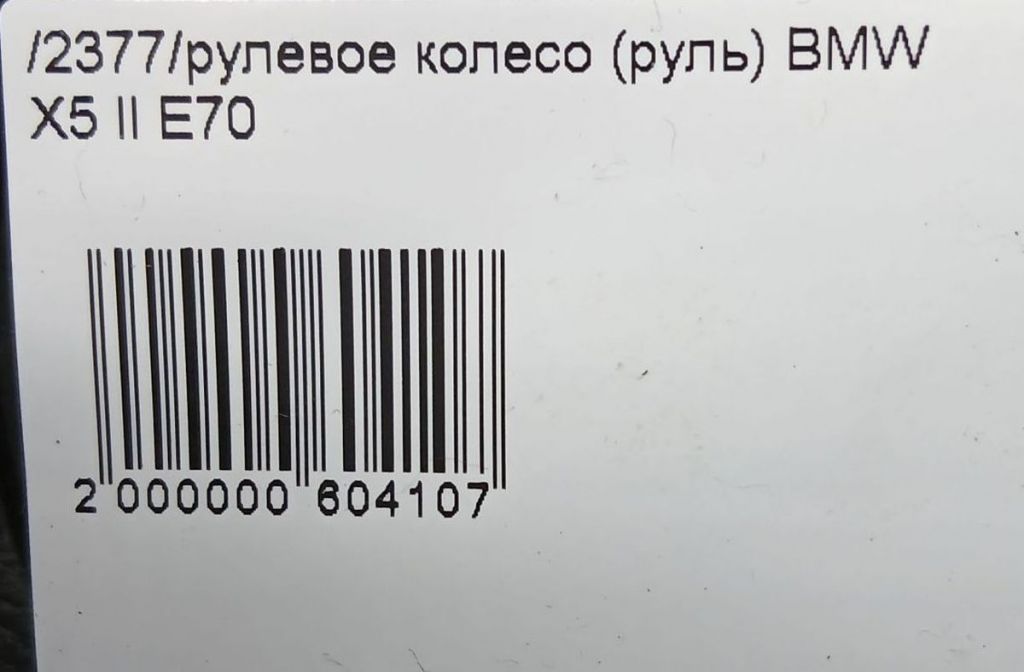 /2377/рулевое колесо (руль) BMW
X5 II E70
2 000000 604107